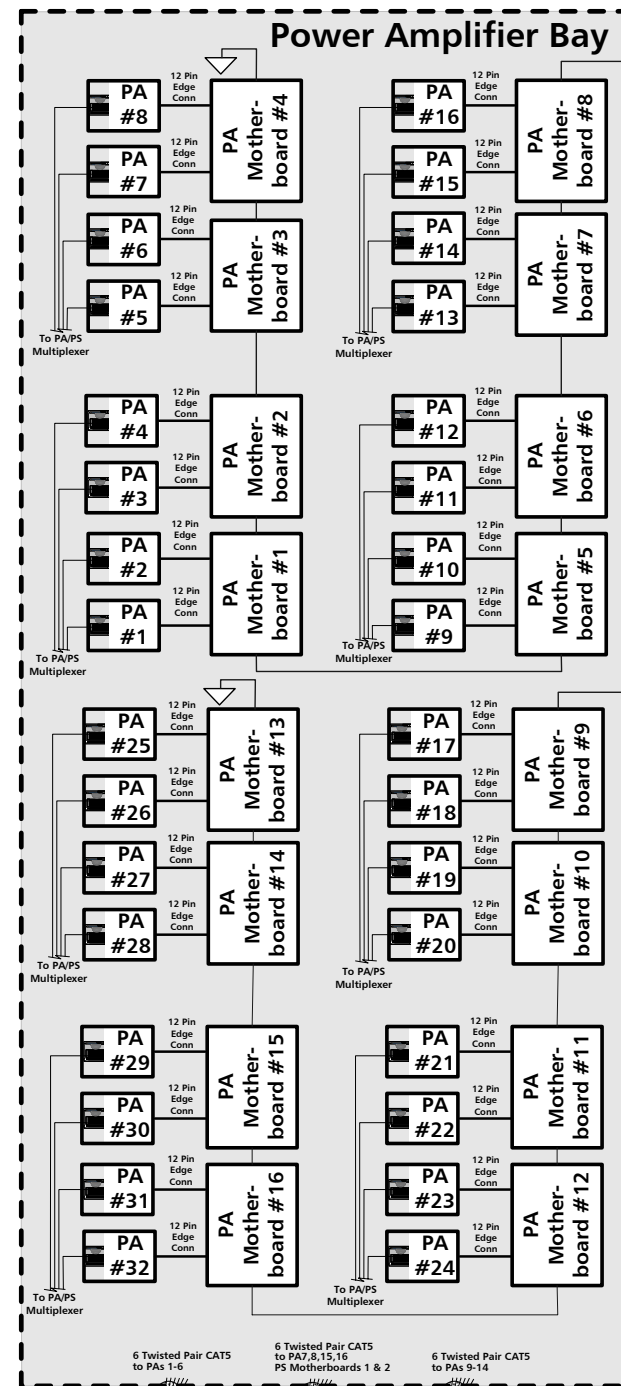 Power Amplifier Bay
12 Pin
Edge
Conn
PA
#8
12 Pin
Edge
Conn
PA
#7
PA
Mother-
board #4
12 Pin
Edge
Conn
PA
#6
12 Pin
Edge
Conn
PA
#5
PA
Mother-
board #3
To PA/PS
Multiplexer
12 Pin
Edge
Conn
PA
#16
12 Pin
Edge
Conn
PA
#15
PA
Mother-
board #8
12 Pin
Edge
Conn
PA
#14
12 Pin
Edge
Conn
PA
#13
PA
Mother-
board #7
To PA/PS
Multiplexer
12 Pin
Edge
Conn
PA
#4
12 Pin
Edge
Conn
PA
#3
PA
Mother-
board #2
12 Pin
Edge
Conn
PA
#2
12 Pin
Edge
Conn
PA
#1
PA
Mother-
board #1
To PA/PS
Multiplexer
12 Pin
Edge
Conn
PA
#12
12 Pin
Edge
Conn
PA
#11
PA
Mother-
board #6
12 Pin
Edge
Conn
PA
#10
12 Pin
Edge
Conn
PA
#9
PA
Mother-
board #5
To PA/PS
Multiplexer
12 Pin
Edge
Conn
PA
#25
12 Pin
Edge
Conn
PA
#26
PA
Mother-
board #13
12 Pin
Edge
Conn
PA
#27
12 Pin
Edge
Conn
PA
#28
PA
Mother-
board #14
To PA/PS
Multiplexer
12 Pin
Edge
Conn
PA
#17
12 Pin
Edge
Conn
PA
#18
PA
Mother-
board #9
12 Pin
Edge
Conn
PA
#19
12 Pin
Edge
Conn
PA
#20
PA
Mother-
board #10
To PA/PS
Multiplexer
12 Pin
Edge
Conn
PA
#29
12 Pin
Edge
Conn
PA
#30
PA
Mother-
board #15
12 Pin
Edge
Conn
PA
#31
12 Pin
Edge
Conn
PA
#32
PA
Mother-
board #16
To PA/PS
Multiplexer
12 Pin
Edge
Conn
PA
#21
12 Pin
Edge
Conn
PA
#22
PA
Mother-
board #11
12 Pin
Edge
Conn
PA
#23
12 Pin
Edge
Conn
PA
#24
PA
Mother-
board #12
To PA/PS
Multiplexer
6 Twisted Pair CAT5
to PAs 1-6
6 Twisted Pair CAT5
to PA7,8,15,16
PS Motherboards 1 & 2
6 Twisted Pair CAT5
to PAs 9-14